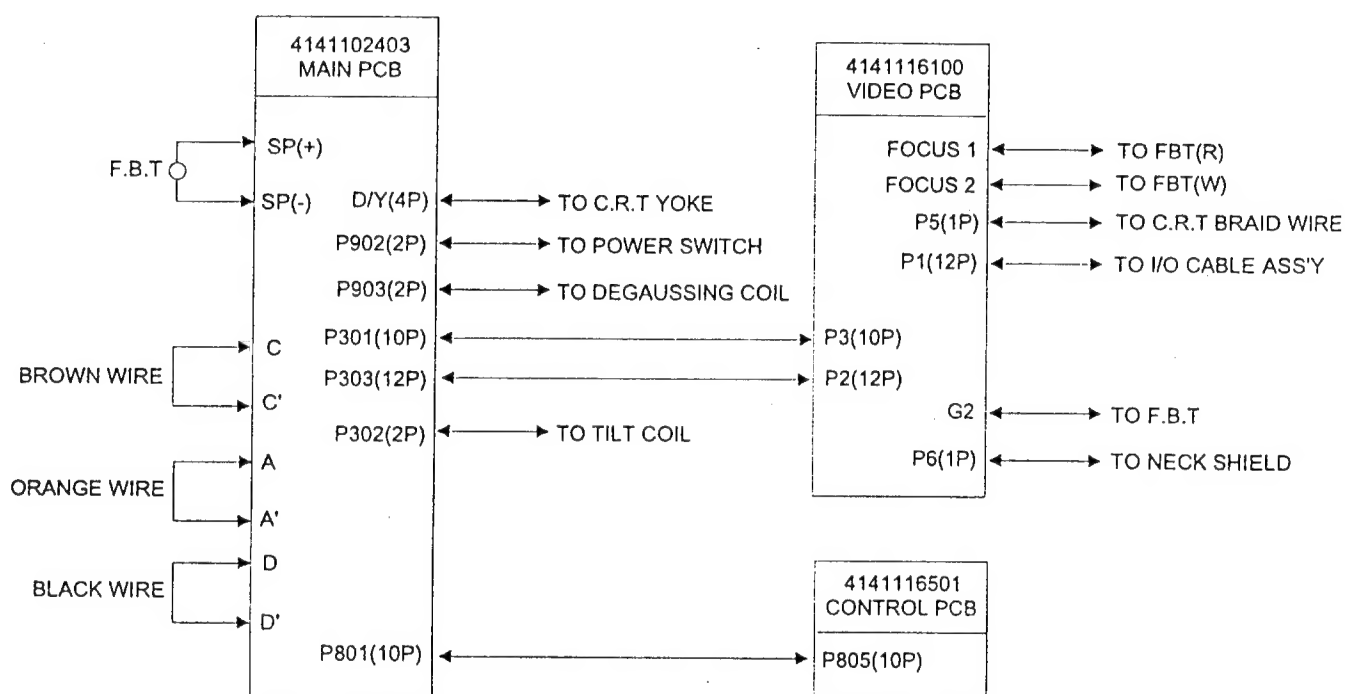 4141102403
MAIN PCB
F.B.T
SP(+)
SP(-)
D/Y(4P)
TO C.R.T YOKE
P902(2P)
TO POWER SWITCH
P903(2P)
TO DEGAUSSING COIL
BROWN WIRE
C
C'
P301(10P)
P303(12P)
P302(2P)
TO TILT COIL
ORANGE WIRE
A
A'
BLACK WIRE
D
D'
P801(10P)
4141116100
VIDEO PCB
FOCUS 1
TO FBT(R)
FOCUS 2
TO FBT(W)
P5(1P)
TO C.R.T BRAID WIRE
P1(12P)
TO I/O CABLE ASS'Y
P3(10P)
P2(12P)
G2
TO F.B.T
P6(1P)
TO NECK SHIELD
4141116501
CONTROL PCB
P805(10P)